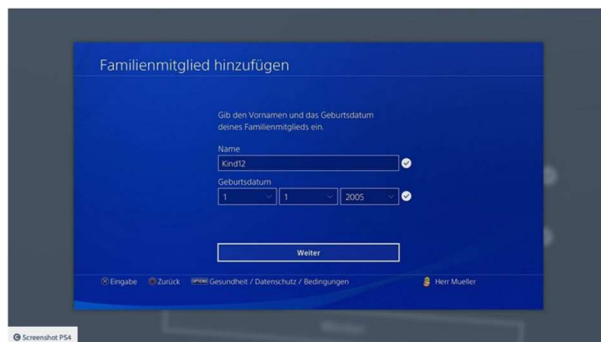 Familienmitglied hinzufügen
Gib den Vornamen und das Geburtsdatum
deines Familienmitglieds ein.
Name
Kind12
Geburtsdatum
1 1 2005
Weiter
Eingabe Zurück OPTIONS Gesundheit / Datenschutz / Bedingungen Herr Mueller
Screenshot PS4